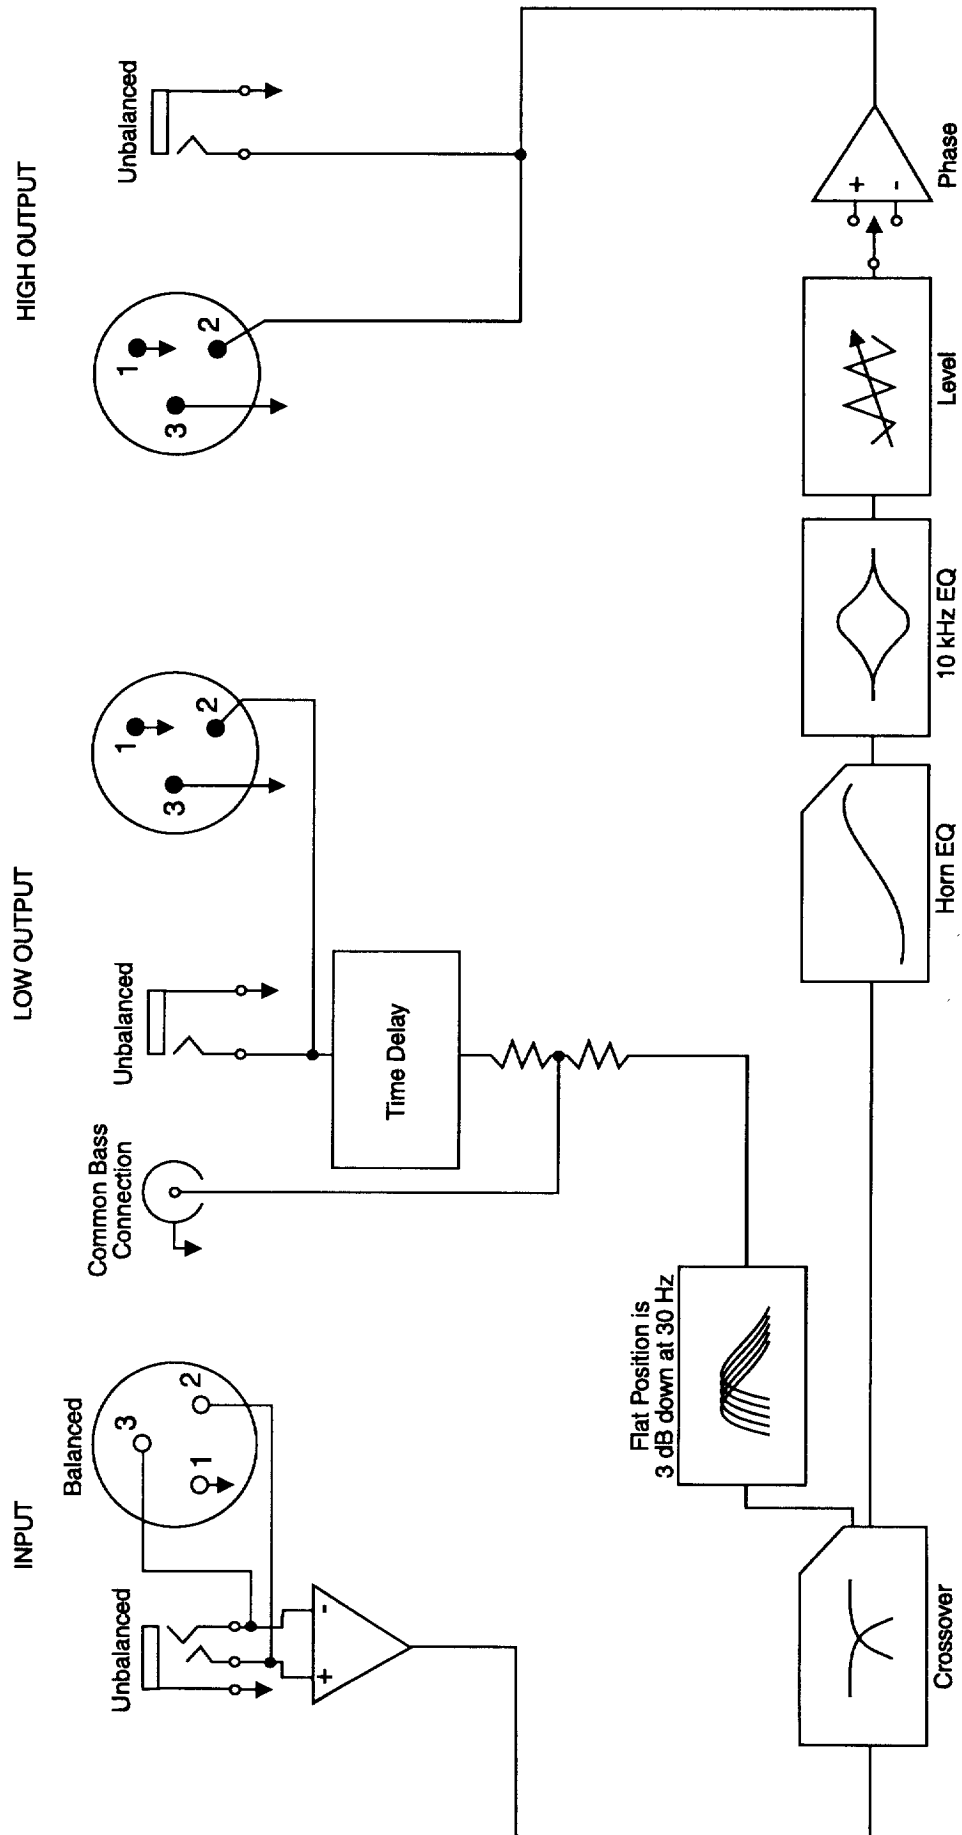 INPUT
LOW OUTPUT
HIGH OUTPUT
Unbalanced
Balanced
3
2
1
-
+
Common Bass
Connection
Unbalanced
1
2
3
Unbalanced
1
2
3
Time Delay
Flat Position is
3 dB down at 30 Hz
Crossover
Horn EQ
10 kHz EQ
Level
+
-
Phase